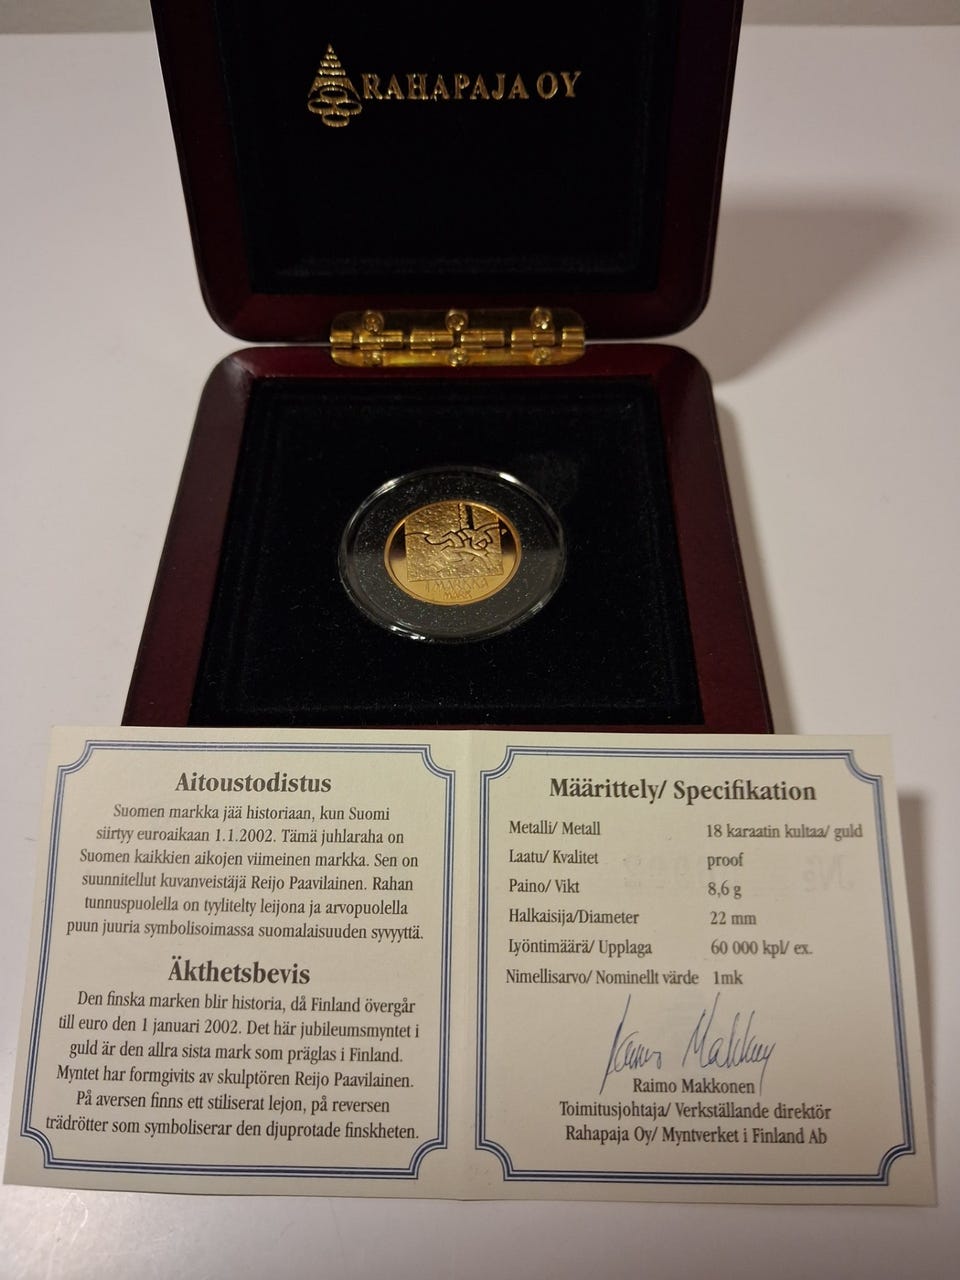 RAHAPAJA OY
1 MARKKA
MARK
Aitoustodistus
Suomen markka jää historiaan, kun Suomi
siirtyy euroaikaan 1.1.2002. Tämä juhlaraha on
Suomen kaikkien aikojen viimeinen markka. Sen on
suunnitellut kuvanveistäjä Reijo Paavilainen. Rahan
tunnuspuolella on tyylitelty leijona ja arvopuolella
puun juuria symbolisoimassa suomalaisuuden syvyyttä.
Äkthetsbevis
Den finska marken blir historia, då Finland övergår
till euro den 1 januari 2002. Det här jubileumsmyntet i
guld är den allra sista mark som präglas i Finland.
Myntet har formgivits av skulptören Reijo Paavilainen.
På aversen finns ett stiliserat lejon, på reversen
trädrötter som symboliserar den djuprotade finskheten.
Määrittely/ Specifikation
Metalli/ Metall 18 karaatin kultaa/ guld
Laatu/ Kvalitet proof
Paino/ Vikt 8,6 g
Halkaisija/Diameter 22 mm
Lyöntimäärä/ Upplaga 60 000 kpl/ ex.
Nimellisarvo/ Nominellt värde 1mk
Raimo Makkonen
Raimo Makkonen
Toimitusjohtaja/ Verkställande direktör
Rahapaja Oy/ Myntverket i Finland Ab